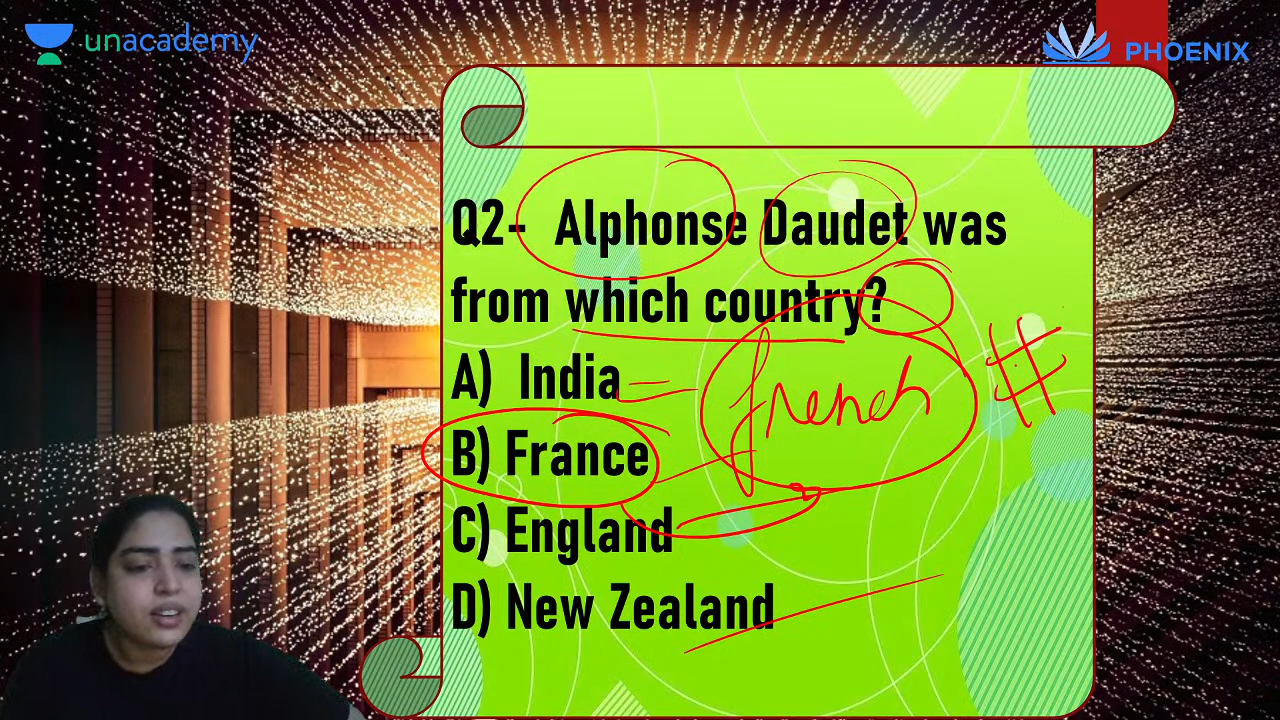 unacademy
PHOENIX
Q2- Alphonse Daudet was
from which country?
A) India
french
B) France
C) England
D) New Zealand